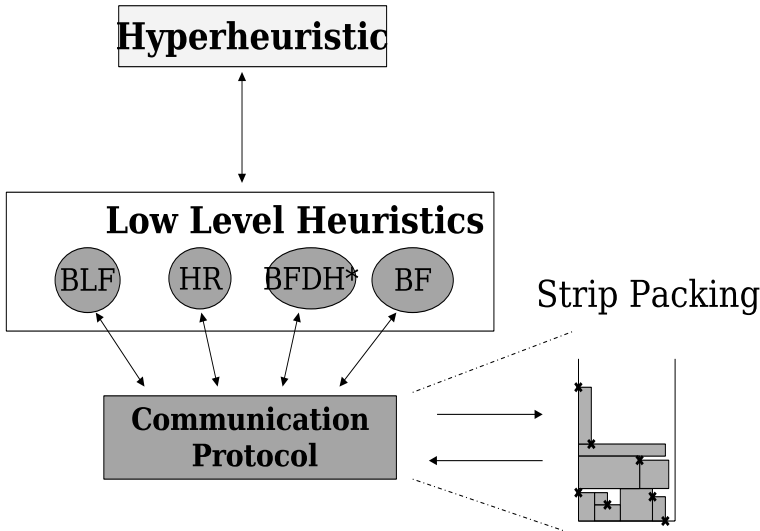 Hyperheuristic
Low Level Heuristics
BLF HR BFDH* BF
Strip Packing
Communication
Protocol